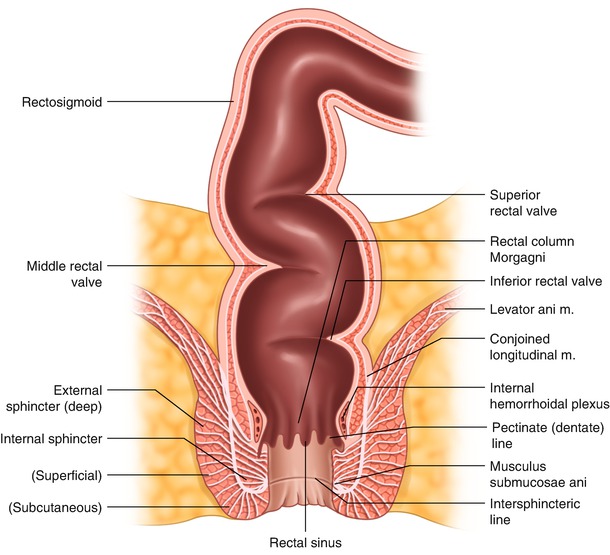 Rectosigmoid
Middle rectal
valve
External
sphincter (deep)
Internal sphincter
(Superficial)
(Subcutaneous)
Superior
rectal valve
Rectal column
Morgagni
Inferior rectal valve
Levator ani m.
Conjoined
longitudinal m.
Internal
hemorrhoidal plexus
Pectinate (dentate)
line
Musculus
submucosae ani
Intersphincteric
line
Rectal sinus